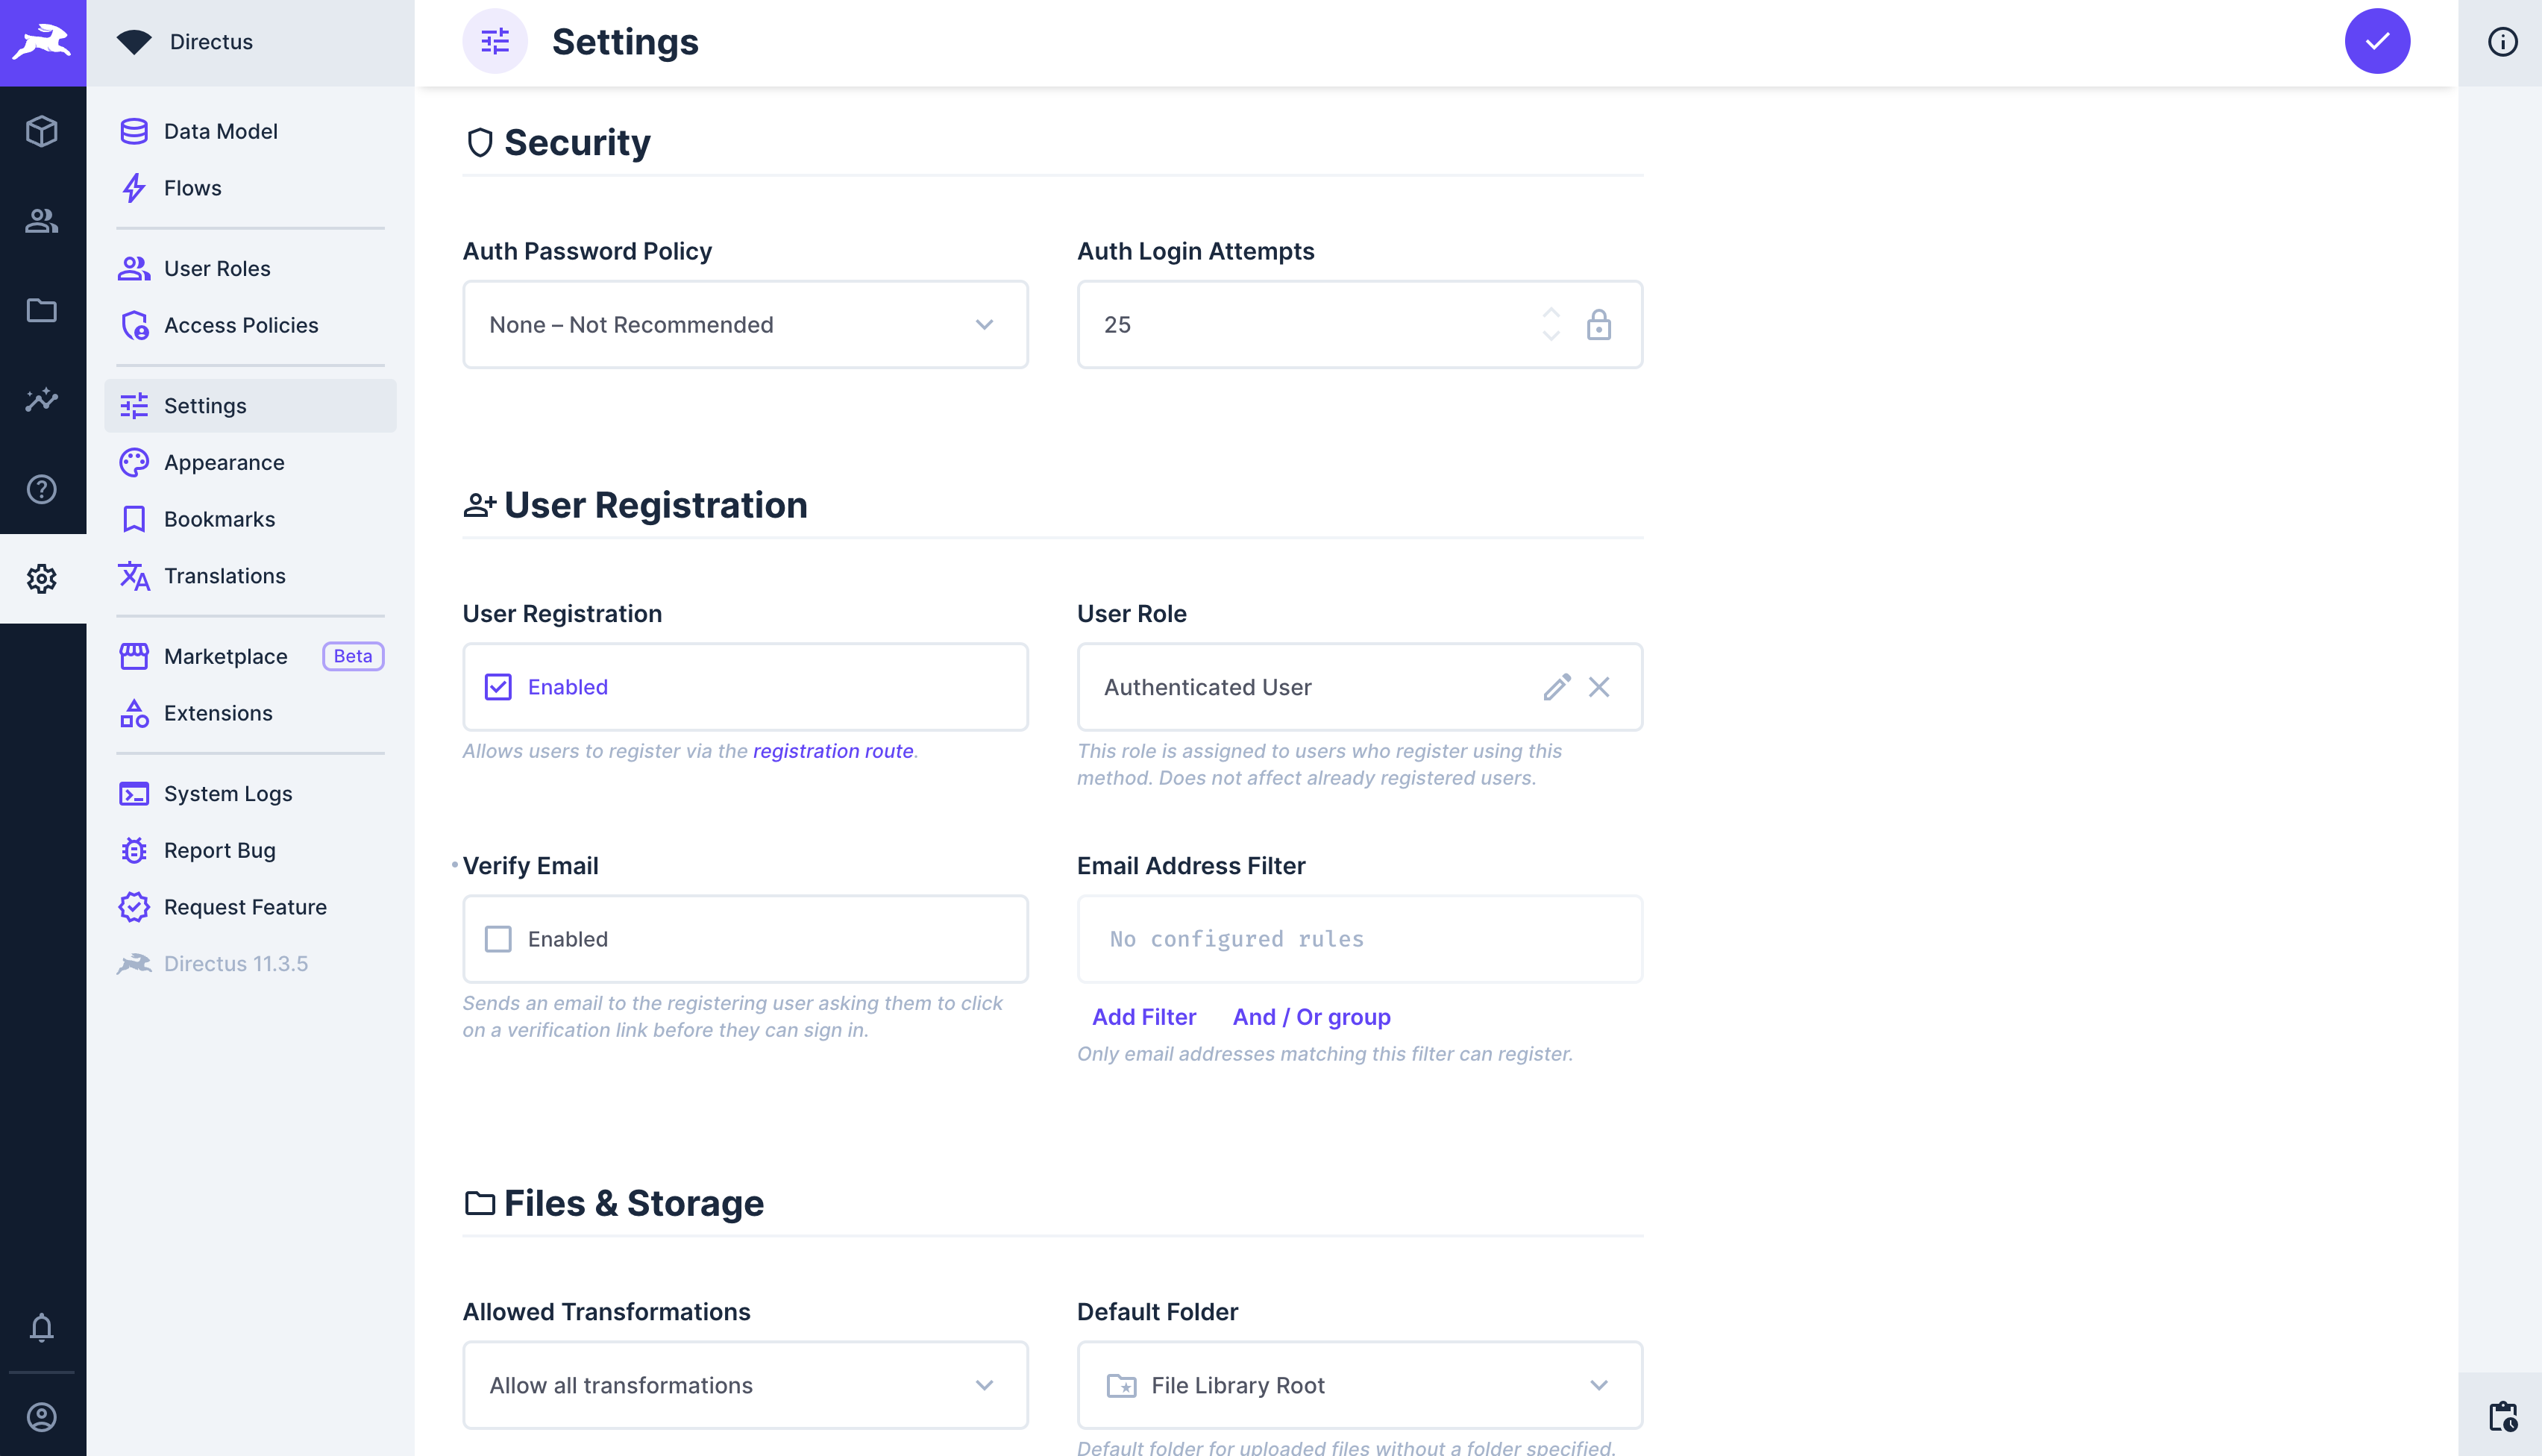 Directus
Settings
Data Model
Flows
User Roles
Access Policies
Settings
Appearance
Bookmarks
Translations
Marketplace
Beta
Extensions
System Logs
Report Bug
Request Feature
Directus 11.3.5
Security
Auth Password Policy
None – Not Recommended
Auth Login Attempts
25
User Registration
User Registration
Enabled
Allows users to register via the registration route.
User Role
Authenticated User
This role is assigned to users who register using this
method. Does not affect already registered users.
Verify Email
Enabled
Sends an email to the registering user asking them to click
on a verification link before they can sign in.
Email Address Filter
No configured rules
Add Filter
And / Or group
Only email addresses matching this filter can register.
Files & Storage
Allowed Transformations
Allow all transformations
Default Folder
File Library Root
Default folder for uploaded files without a folder specified.